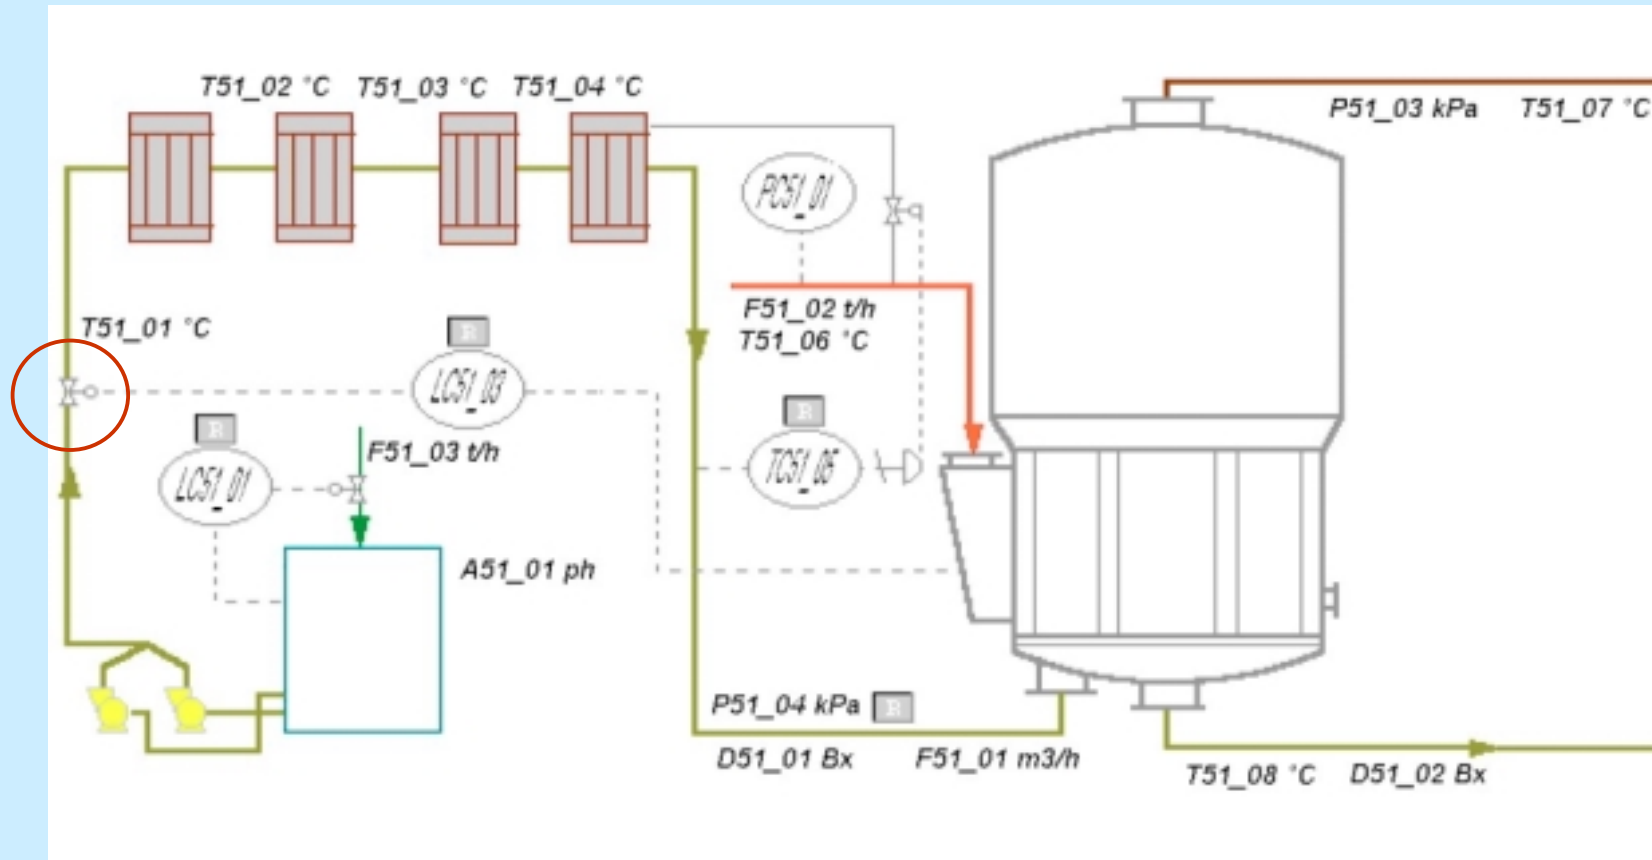 T51_02 °C T51_03 °C T51_04 °C
P51_03 kPa T51_07 °C
PC51_01
F51_02 t/h
T51_06 °C
T51_01 °C
R
LC51_03
R
F51_03 t/h
LC51_01
R
TC51_05
A51_01 ph
P51_04 kPa R
D51_01 Bx F51_01 m3/h
T51_08 °C D51_02 Bx